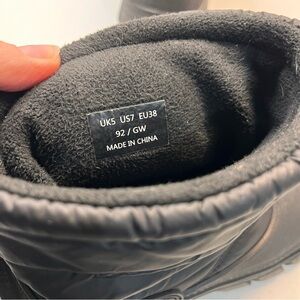 UK5 US7 EU38
92 / GW
MADE IN CHINA